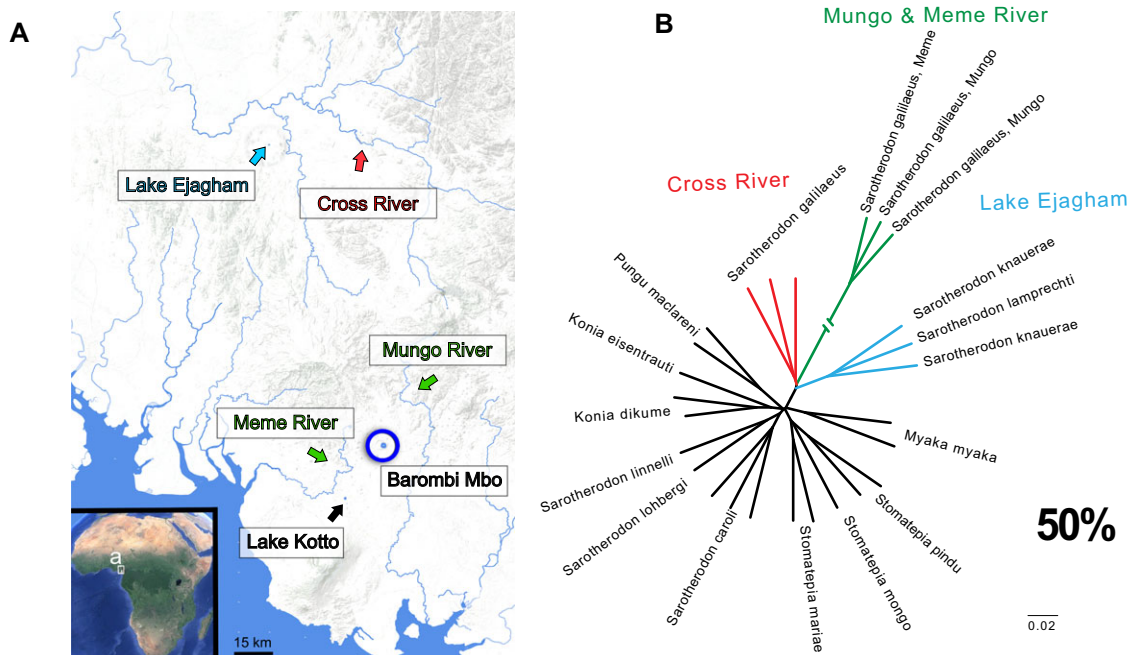 A
Lake Ejagham
Cross River
Mungo River
Meme River
Barombi Mbo
Lake Kotto
a
15 km
B
Mungo & Meme River
Cross River
Lake Ejagham
Sarotherodon galilaeus
Sarotherodon galilaeus, Meme
Sarotherodon galilaeus, Mungo
Sarotherodon galilaeus, Mungo
Sarotherodon knauerae
Sarotherodon lamprechti
Sarotherodon knauerae
Pungu maclareni
Konia eisentrauti
Konia dikume
Sarotherodon linnelli
Sarotherodon lohbergi
Sarotherodon caroli
Stomatepia mariae
Stomatepia mongo
Stomatepia pindu
Myaka myaka
50%
0.02